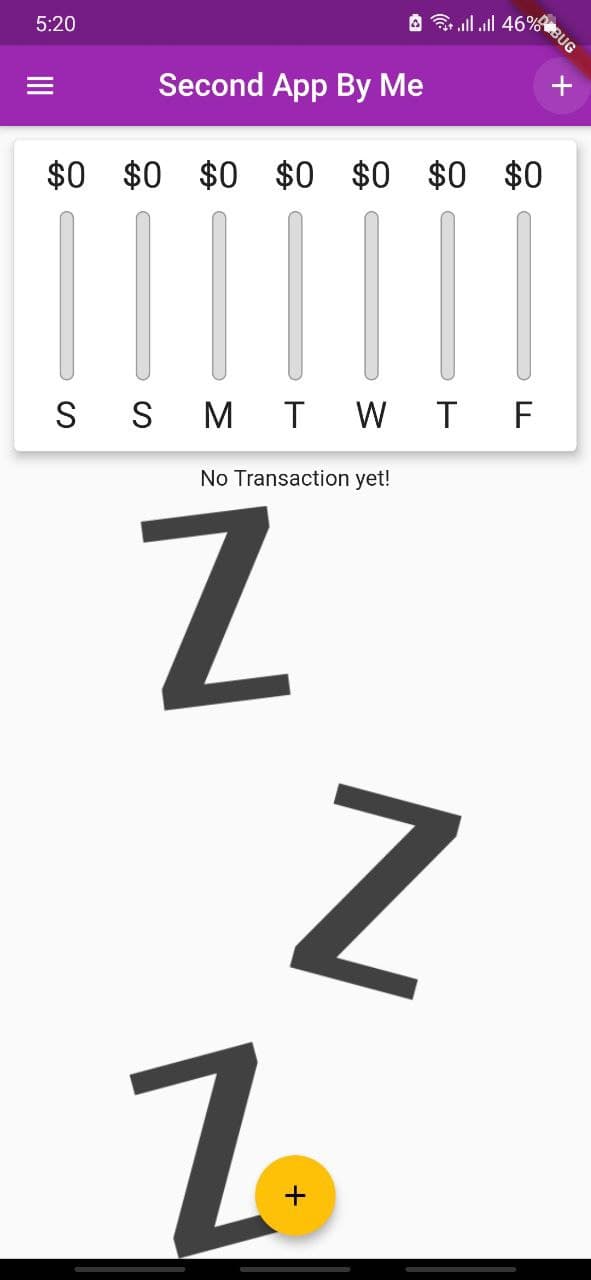 5:20 46%
DEBUG
Second App By Me +
$0 $0 $0 $0 $0 $0 $0
S S M T W T F
No Transaction yet!
Z
Z
Z
+